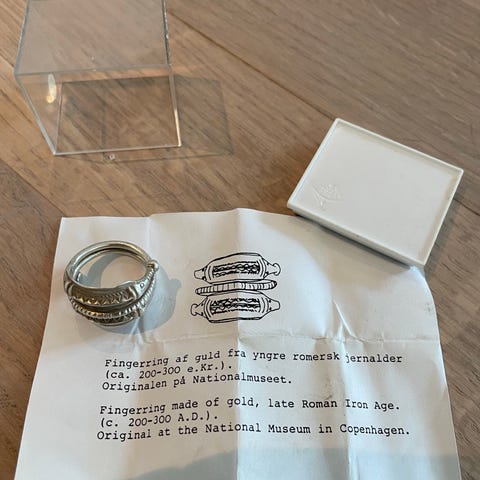 Fingerring af guld fra yngre romersk jernalder
(ca. 200-300 e.Kr.).
Originalen på Nationalmuseet.
Fingerring made of gold, late Roman Iron Age.
(c. 200-300 A.D.).
Original at the National Museum in Copenhagen.